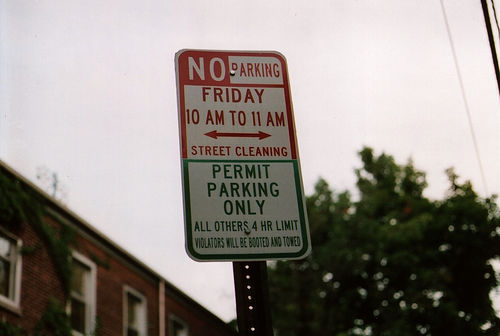 NO PARKING
FRIDAY
10 AM TO 11 AM
STREET CLEANING
PERMIT
PARKING
ONLY
ALL OTHERS 4 HR LIMIT
VIOLATORS WILL BE BOOTED AND TOWED